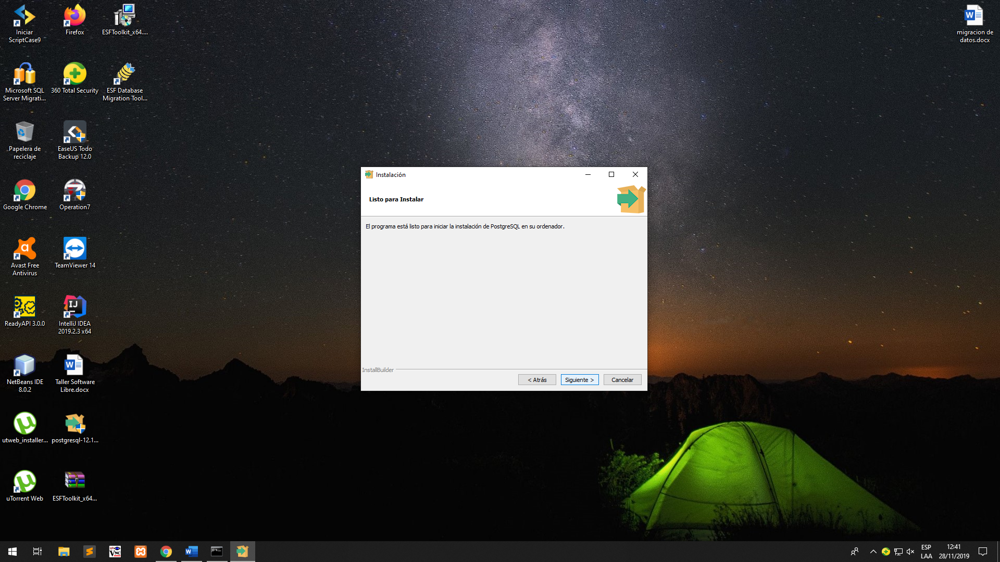 Iniciar
ScriptCase9
Firefox
ESFToolkit_x64....
migracion de
datos.docx
Microsoft SQL
Server Migrati...
360 Total Security
ESF Database
Migration Tool...
Papelera de
reciclaje
EaseUS Todo
Backup 12.0
Google Chrome
Operation7
Avast Free
Antivirus
TeamViewer 14
ReadyAPI 3.0.0
IJ
IntelliJ IDEA
2019.2.3 x64
NetBeans IDE
8.0.2
Taller Software
Libre.docx
utweb_installer...
postgresql-12.1...
uTorrent Web
ESFToolkit_x64...
Instalación
Listo para Instalar
El programa está listo para iniciar la instalación de PostgreSQL en su ordenador.
InstallBuilder
< Atrás
Siguiente >
Cancelar
ESP
LAA
12:41
28/11/2019